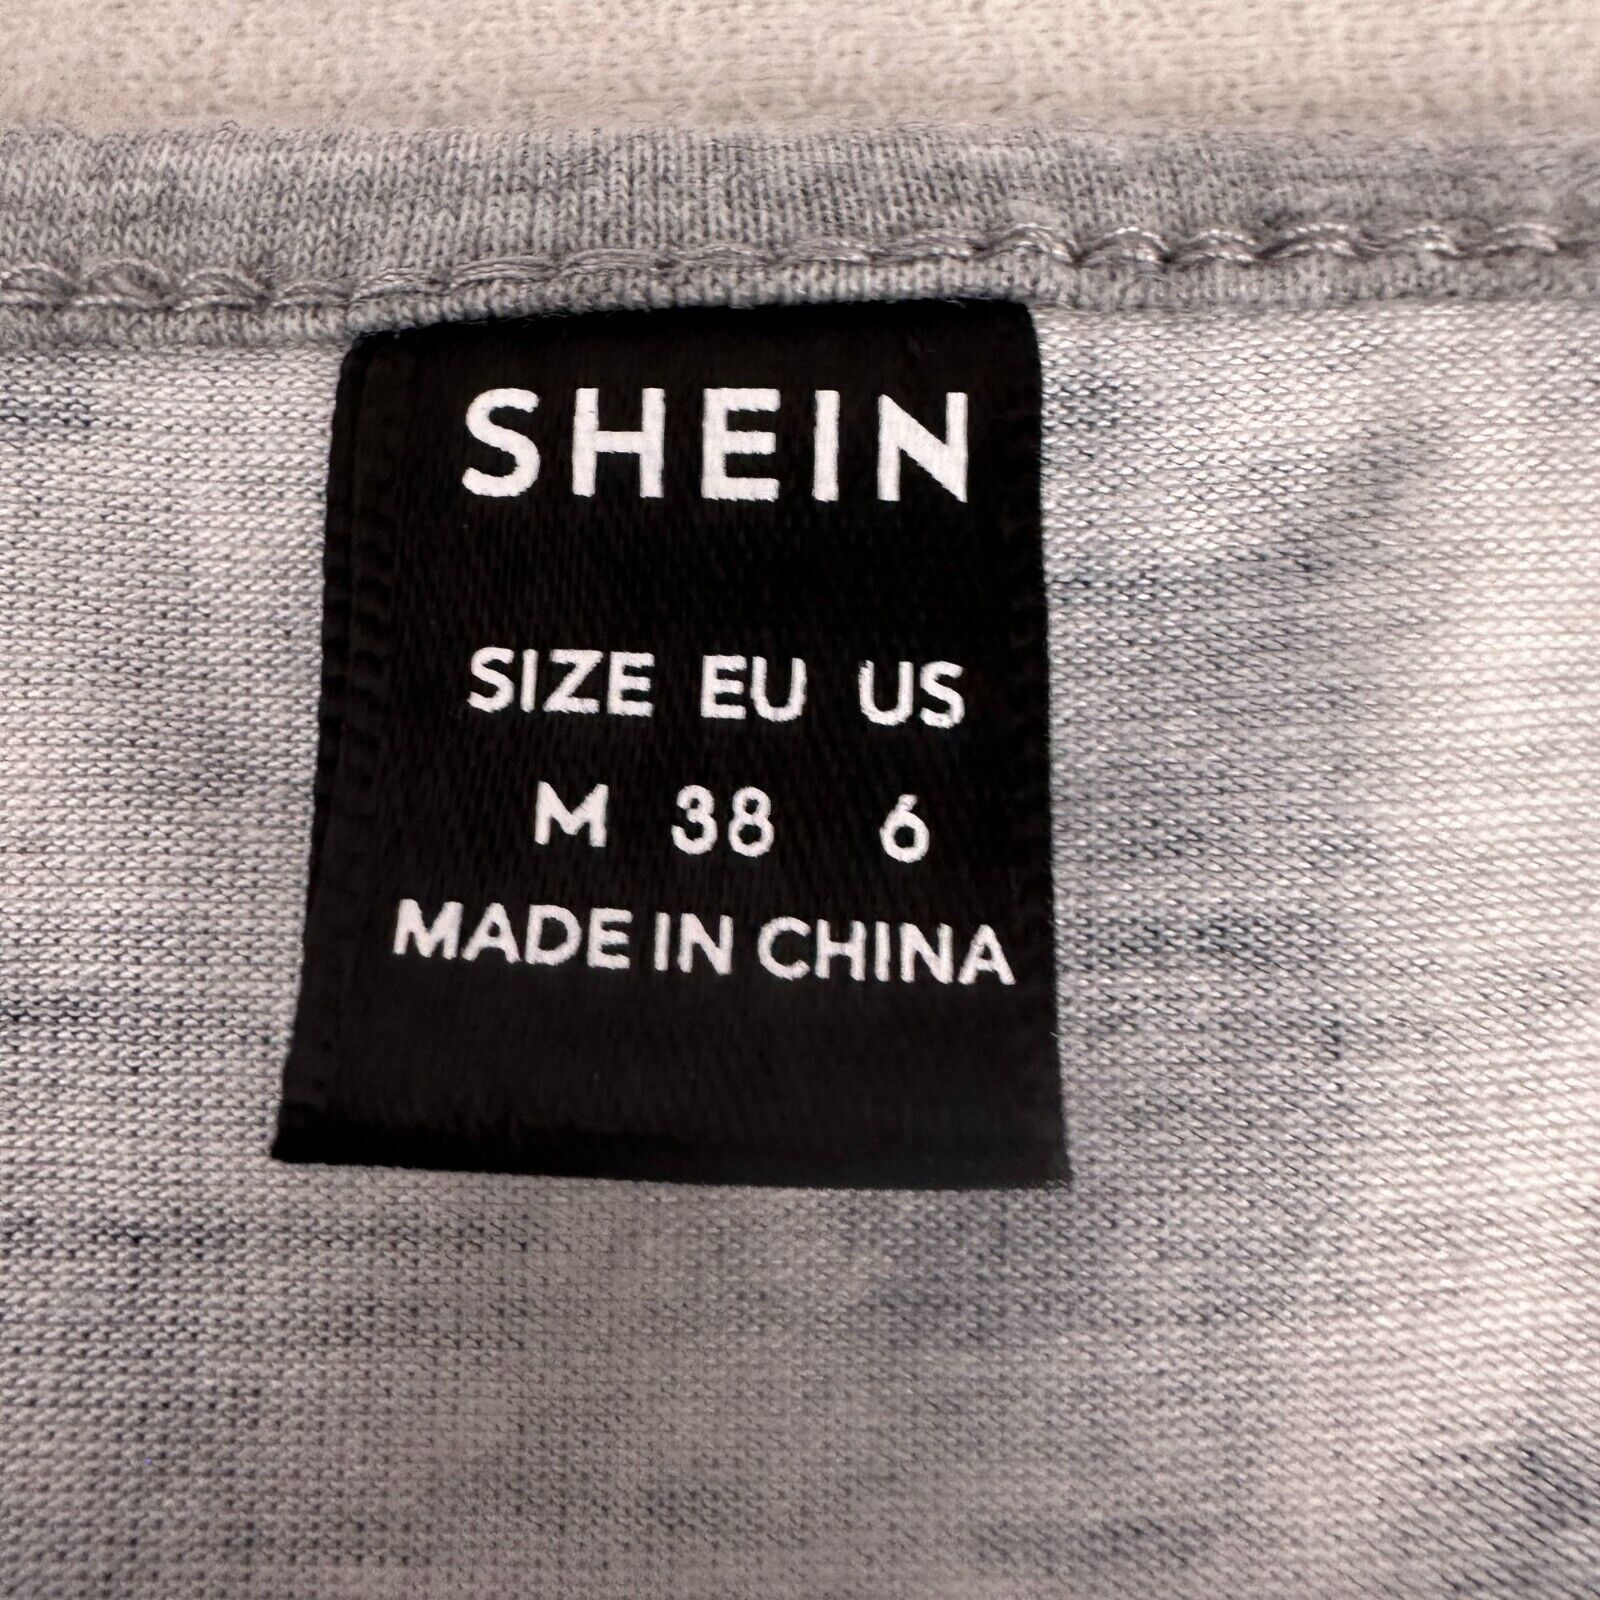 SHEIN
SIZE EU US
M 38 6
MADE IN CHINA